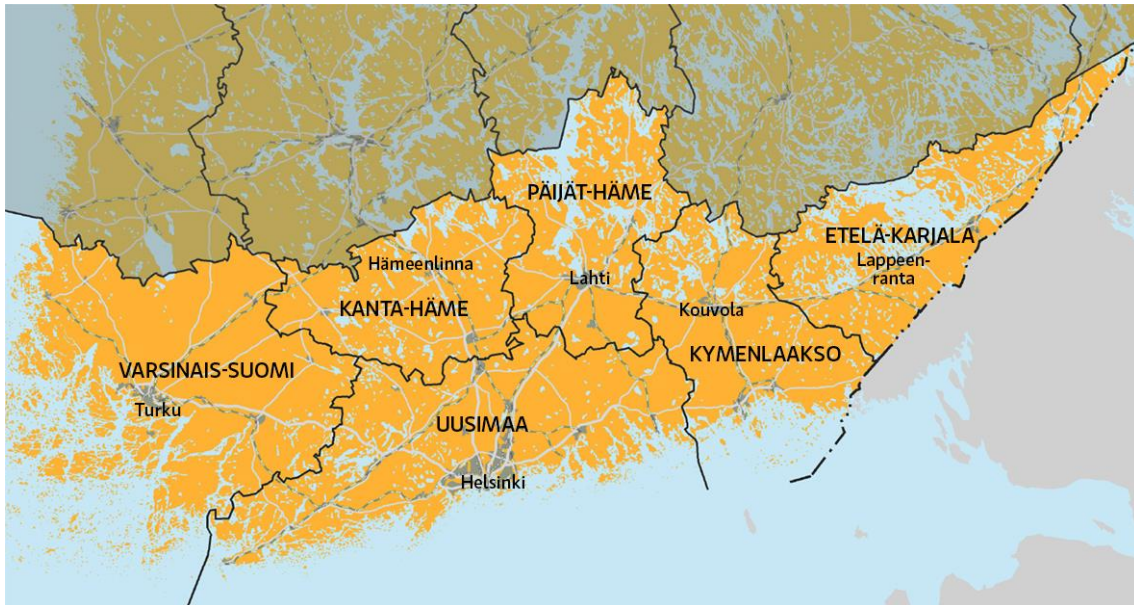 PÄIJÄT-HÄME
ETELÄ-KARJALA
Lappeen-
ranta
Hämeenlinna
Lahti
KANTA-HÄME
Kouvola
KYMENLAAKSO
VARSINAIS-SUOMI
Turku
UUSIMAA
Helsinki